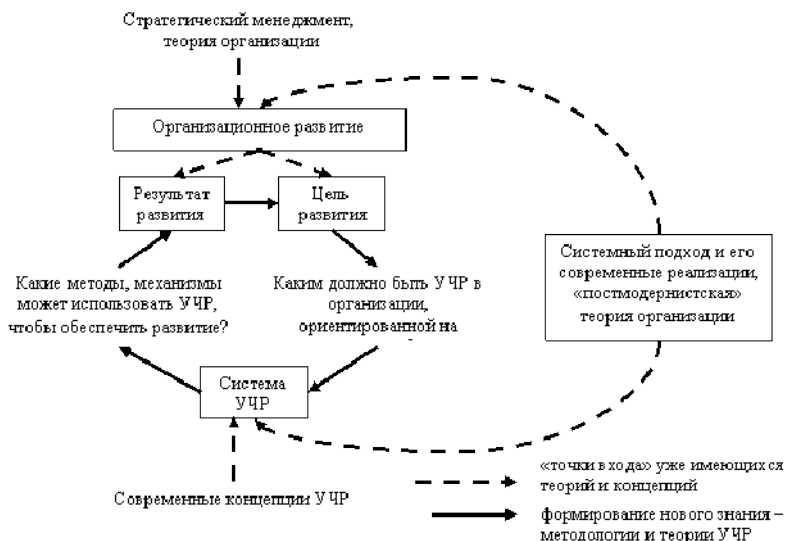 Стратегический менеджмент,
теория организации
Организационное развитие
Результат
развития
Цель
развития
Системный подход и его
современные реализации,
«постмодернистская»
теория организации
Какие методы, механизмы
может использовать УЧР,
чтобы обеспечить развитие?
Каким должно быть УЧР в
организации,
ориентированной на
Система
УЧР
Современные концепции УЧР
«точки входа» уже имеющихся
теорий и концепций
формирование нового знания –
методологии и теории УЧР